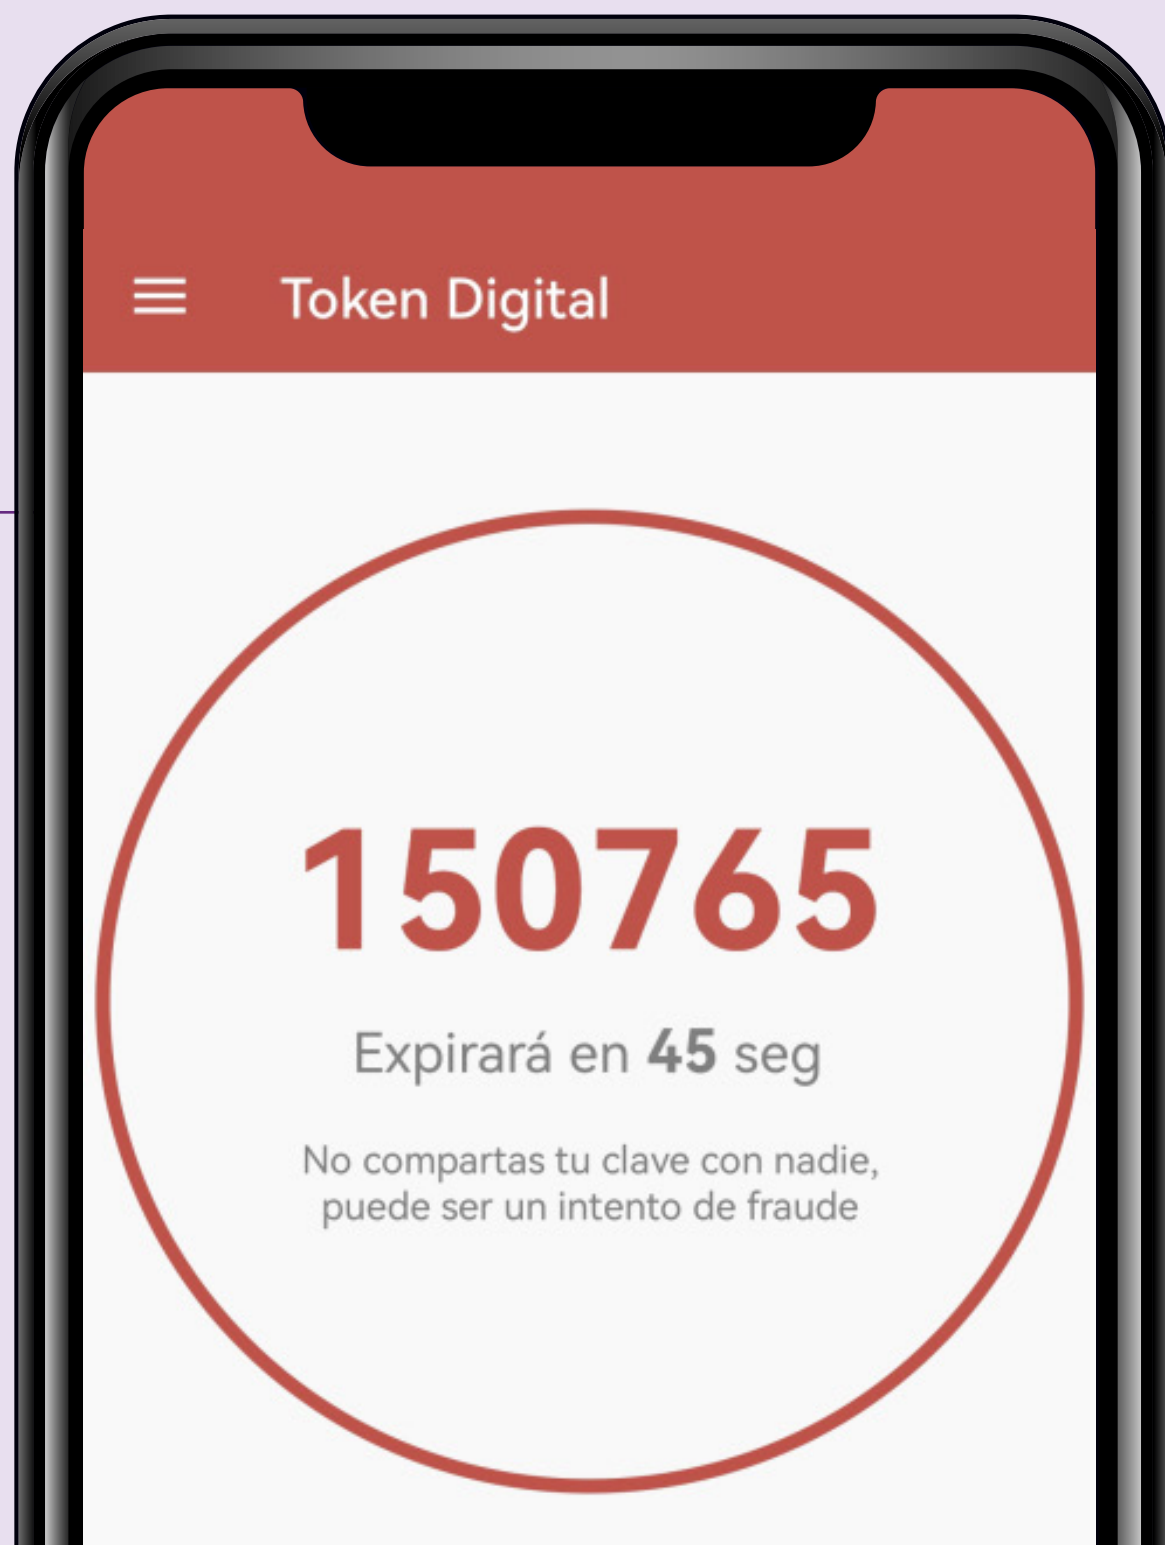 Token Digital
150765
Expirará en 45 seg
No compartas tu clave con nadie,
puede ser un intento de fraude